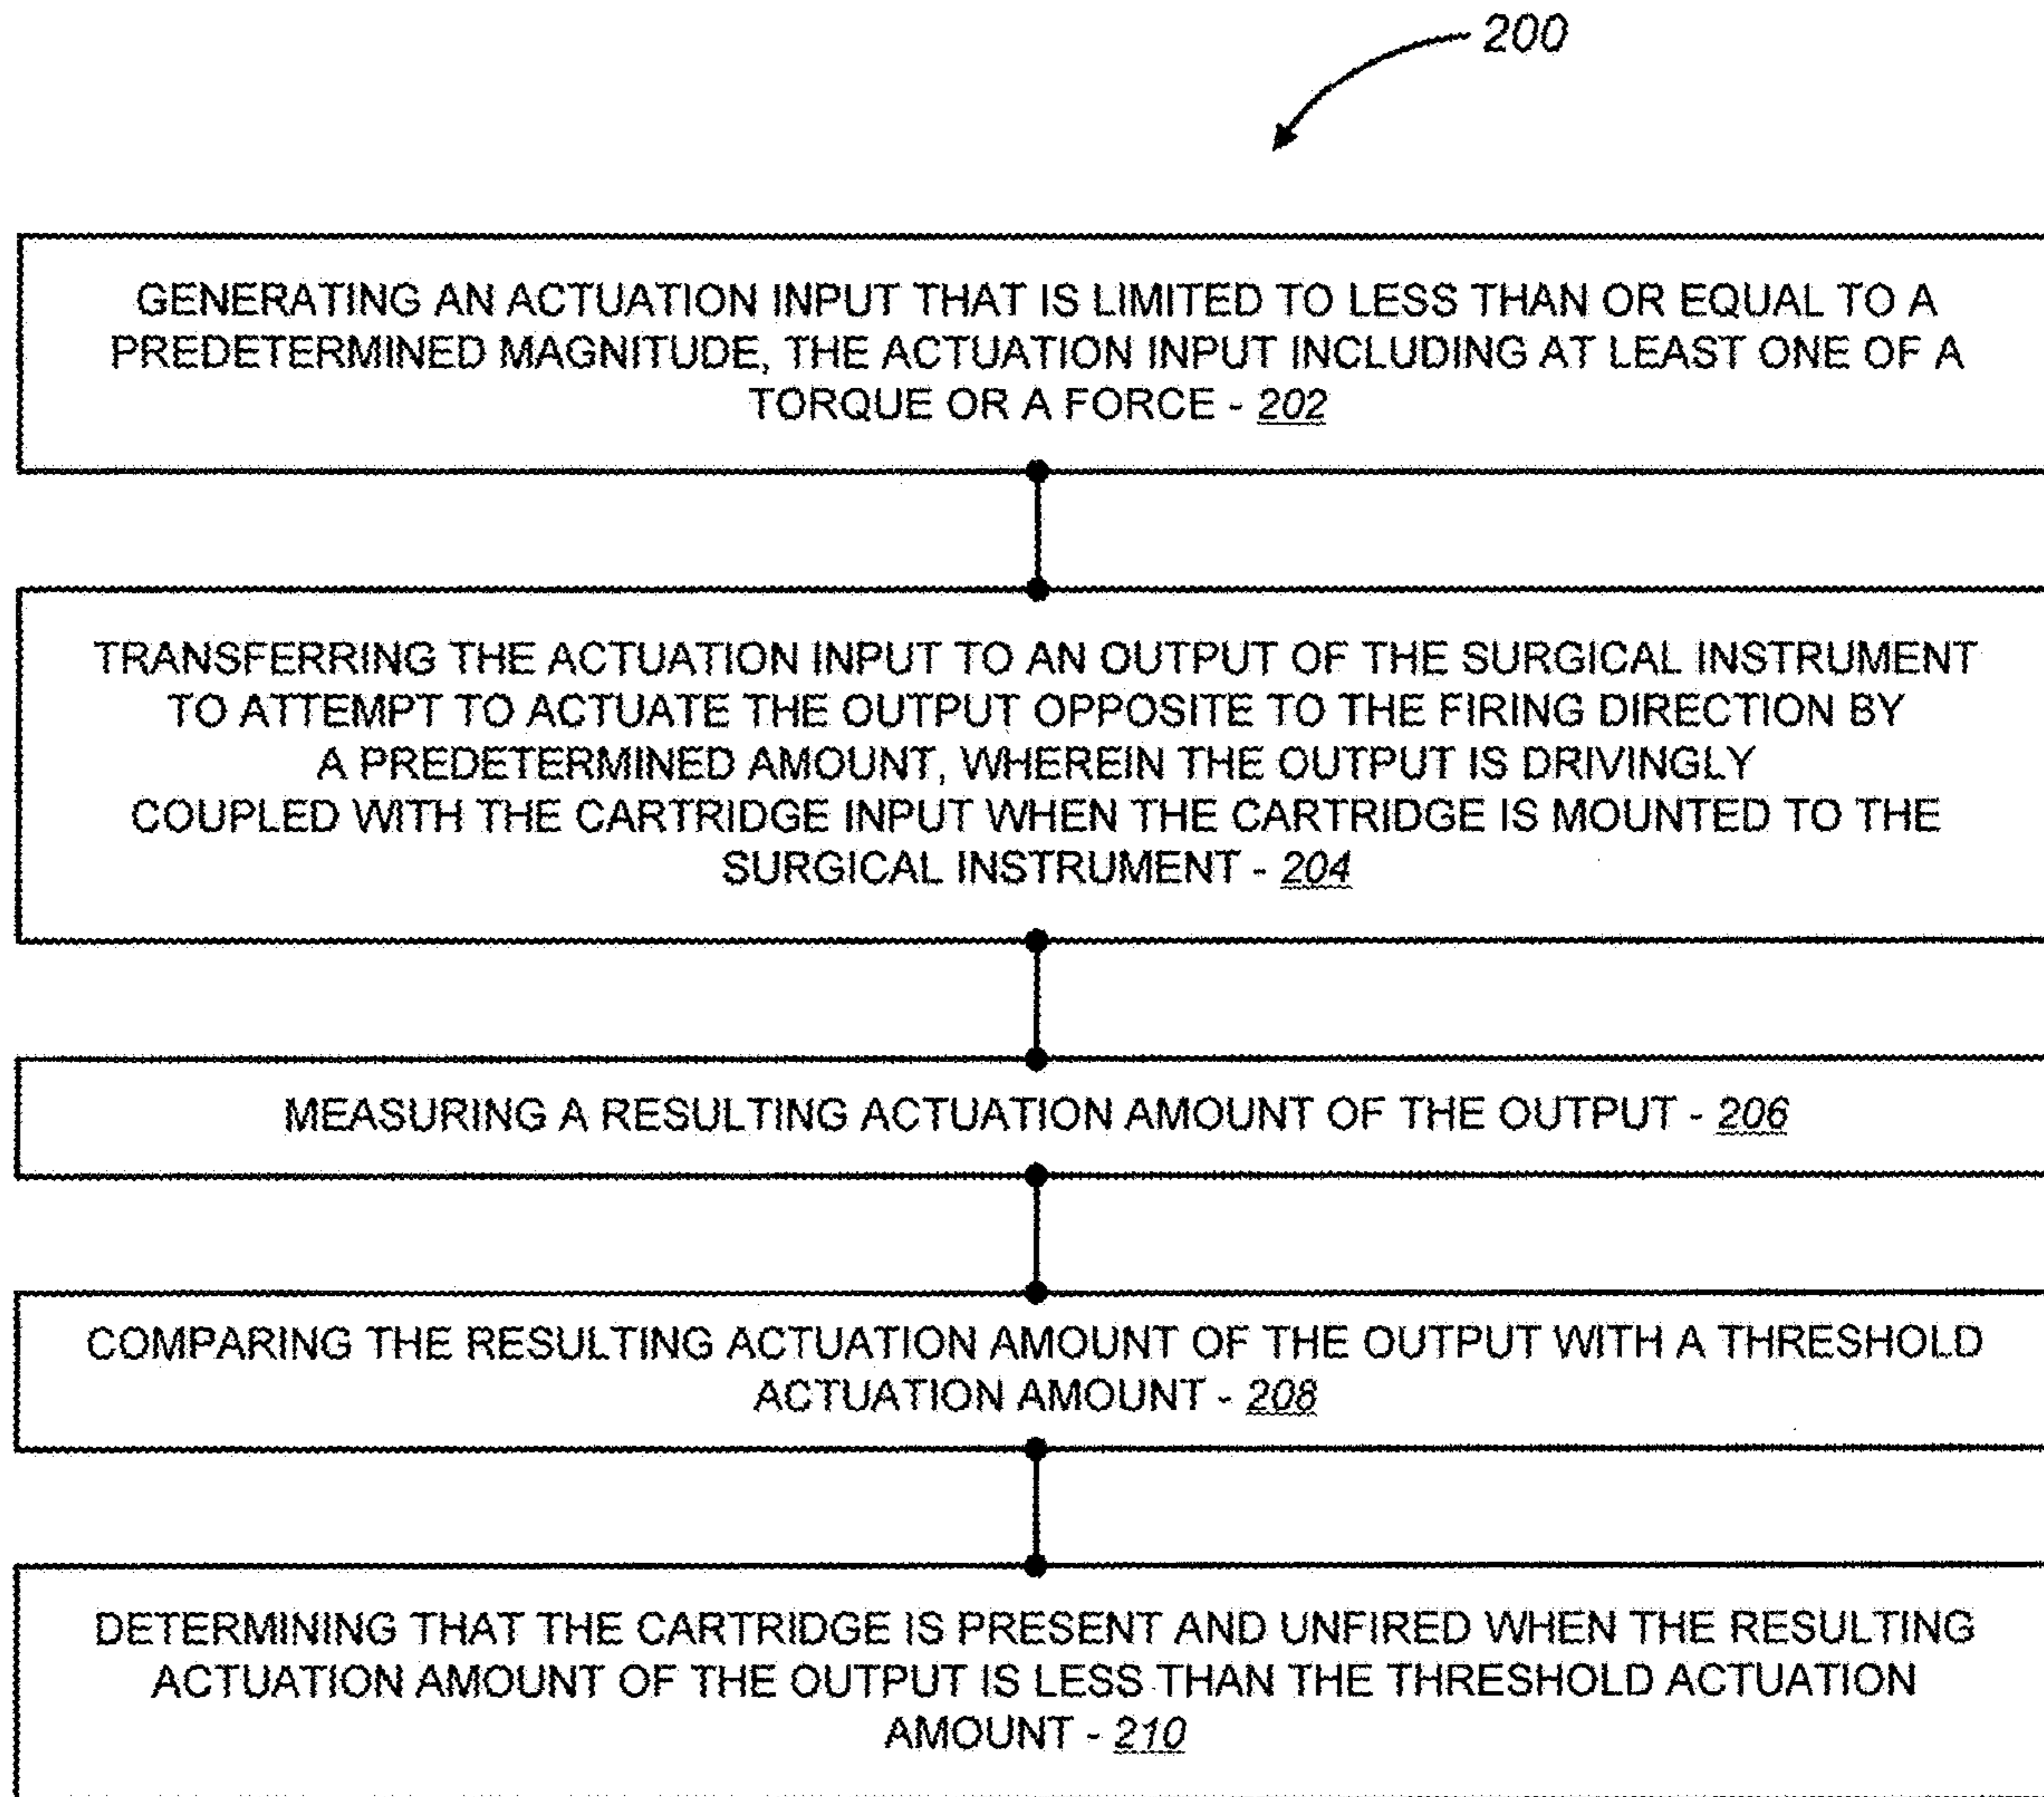 200
GENERATING AN ACTUATION INPUT THAT IS LIMITED TO LESS THAN OR EQUAL TO A
PREDETERMINED MAGNITUDE, THE ACTUATION INPUT INCLUDING AT LEAST ONE OF A
TORQUE OR A FORCE - 202
TRANSFERRING THE ACTUATION INPUT TO AN OUTPUT OF THE SURGICAL INSTRUMENT
TO ATTEMPT TO ACTUATE THE OUTPUT OPPOSITE TO THE FIRING DIRECTION BY
A PREDETERMINED AMOUNT, WHEREIN THE OUTPUT IS DRIVINGLY
COUPLED WITH THE CARTRIDGE INPUT WHEN THE CARTRIDGE IS MOUNTED TO THE
SURGICAL INSTRUMENT - 204
MEASURING A RESULTING ACTUATION AMOUNT OF THE OUTPUT - 206
COMPARING THE RESULTING ACTUATION AMOUNT OF THE OUTPUT WITH A THRESHOLD
ACTUATION AMOUNT - 208
DETERMINING THAT THE CARTRIDGE IS PRESENT AND UNFIRED WHEN THE RESULTING
ACTUATION AMOUNT OF THE OUTPUT IS LESS THAN THE THRESHOLD ACTUATION
AMOUNT - 210